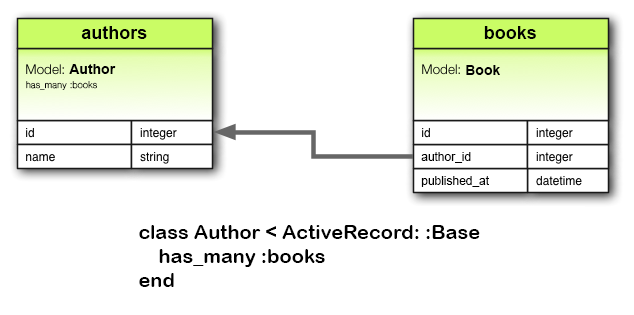 authors
Model: Author
has_many :books
id integer
name string
books
Model: Book
id integer
author_id integer
published_at datetime
class Author < ActiveRecord: :Base
has_many :books
end